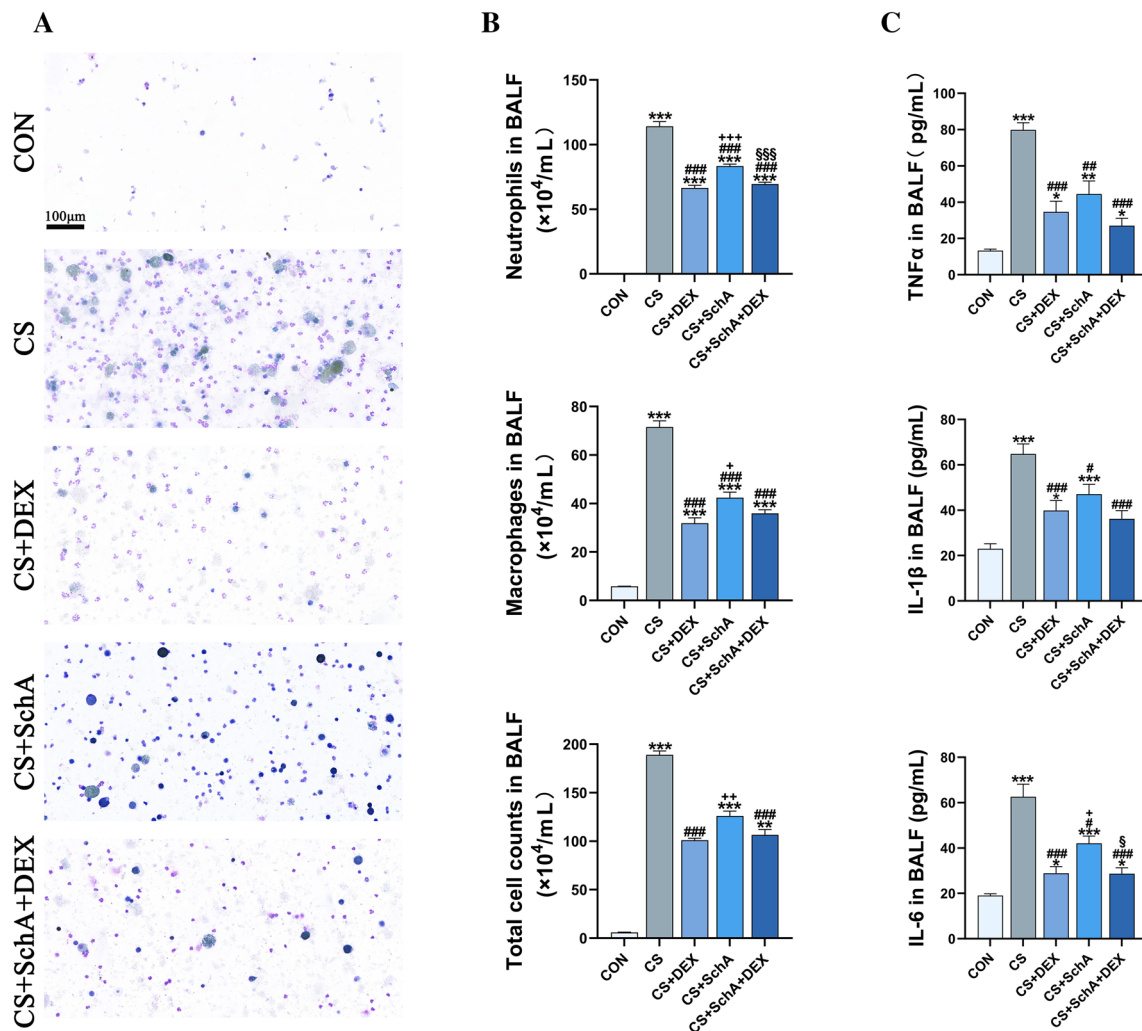 A
B
C
CON
100μm
CS
CS+DEX
CS+SchA
CS+SchA+DEX
Neutrophils in BALF
(×10⁴/mL)
150
100
50
0
***
###
***
+++
###
***
§§§
###
***
CON
CS
CS+DEX
CS+SchA
CS+SchA+DEX
Macrophages in BALF
(×10⁴/mL)
80
60
40
20
0
***
###
***
+
###
***
###
***
CON
CS
CS+DEX
CS+SchA
CS+SchA+DEX
Total cell counts in BALF
(×10⁴/mL)
200
150
100
50
0
***
###
++
***
###
**
CON
CS
CS+DEX
CS+SchA
CS+SchA+DEX
TNFα in BALF( pg/mL)
100
80
60
40
20
0
***
###
*
##
**
###
*
CON
CS
CS+DEX
CS+SchA
CS+SchA+DEX
IL-1β in BALF (pg/mL)
80
60
40
20
0
***
###
*
#
***
###
CON
CS
CS+DEX
CS+SchA
CS+SchA+DEX
IL-6 in BALF (pg/mL)
80
60
40
20
0
***
###
*
+
#
***
§
###
*
CON
CS
CS+DEX
CS+SchA
CS+SchA+DEX